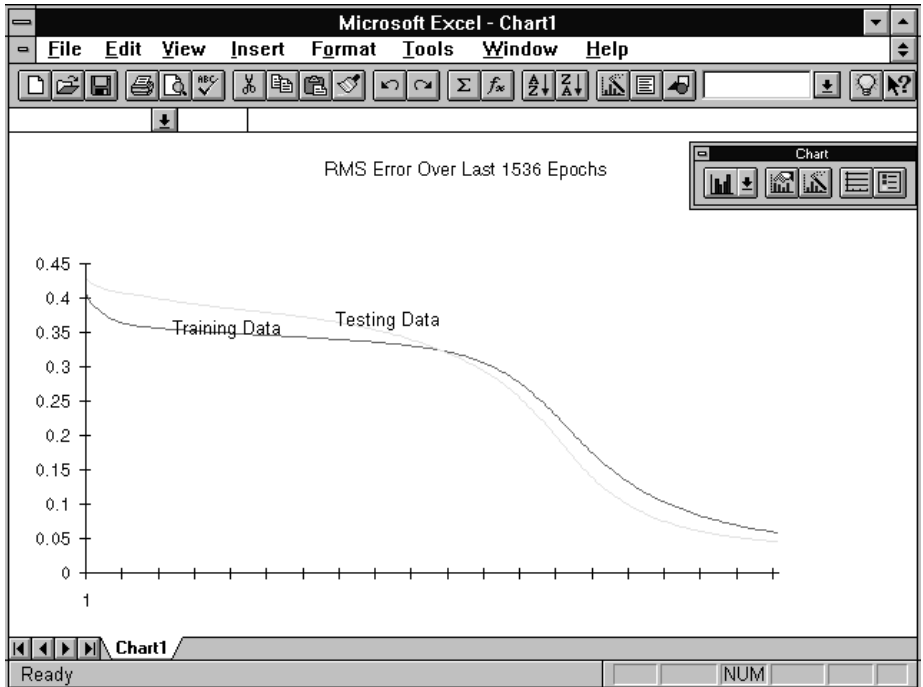 Microsoft Excel - Chart1
File Edit View Insert Format Tools Window Help
ABC
Σ fx A Z Z A ?
RMS Error Over Last 1536 Epochs
Chart
0.45
0.4
0.35
0.3
0.25
0.2
0.15
0.1
0.05
0
Training Data
Testing Data
1
Chart1
Ready NUM